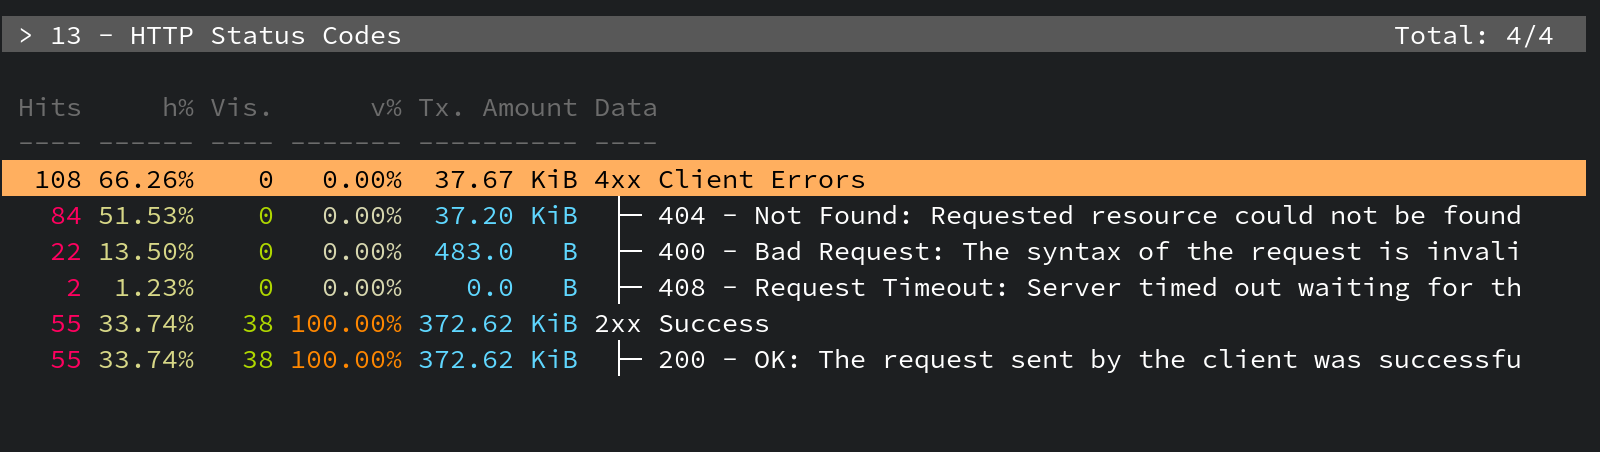 > 13 - HTTP Status Codes Total: 4/4
Hits h% Vis. v% Tx. Amount Data
---- ------ ---- ------- ---------- ----
108 66.26% 0 0.00% 37.67 KiB 4xx Client Errors
84 51.53% 0 0.00% 37.20 KiB ├─ 404 - Not Found: Requested resource could not be found
22 13.50% 0 0.00% 483.0 B ├─ 400 - Bad Request: The syntax of the request is invali
2 1.23% 0 0.00% 0.0 B ├─ 408 - Request Timeout: Server timed out waiting for th
55 33.74% 38 100.00% 372.62 KiB 2xx Success
55 33.74% 38 100.00% 372.62 KiB ├─ 200 - OK: The request sent by the client was successfu